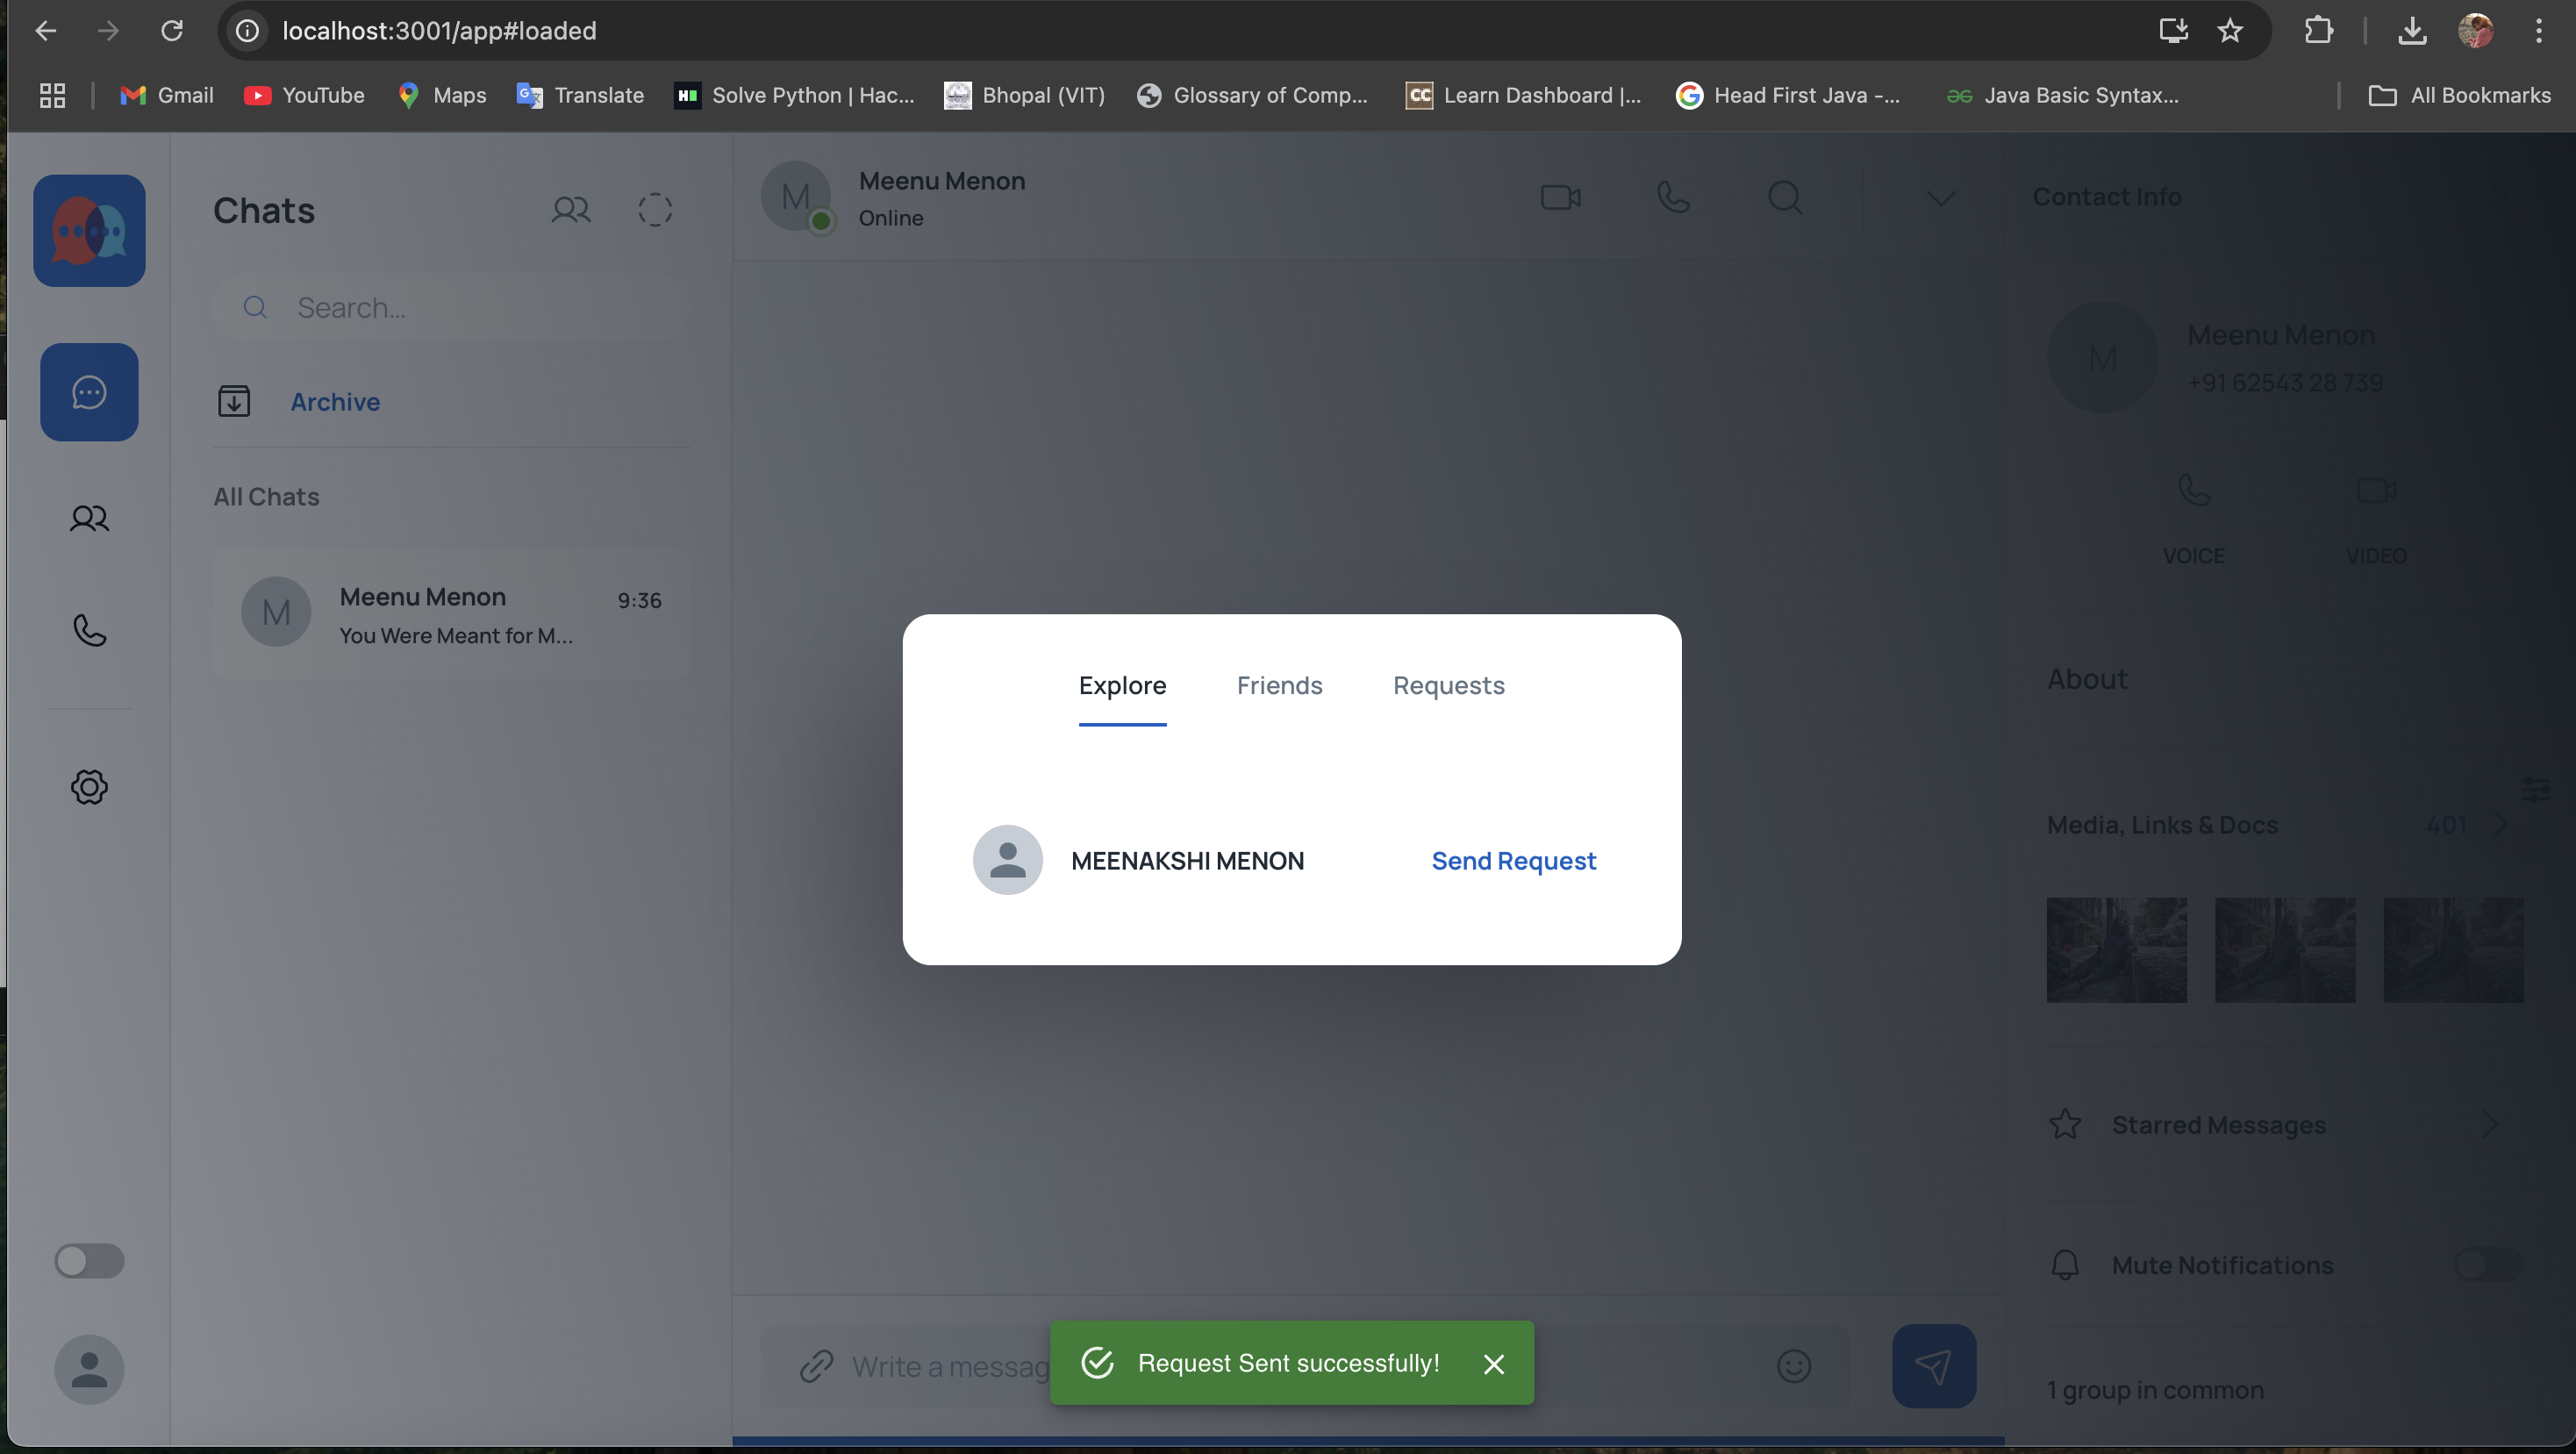 localhost:3001/app#loaded
Gmail
YouTube
Maps
Translate
Solve Python | Hac...
Bhopal (VIT)
Glossary of Comp...
Learn Dashboard |...
Head First Java -...
Java Basic Syntax...
All Bookmarks
Chats
Search...
Archive
All Chats
M
Meenu Menon
9:36
You Were Meant for M...
M
Meenu Menon
Online
Contact Info
M
Meenu Menon
+91 62543 28 739
VOICE
VIDEO
About
Media, Links & Docs
401
Starred Messages
Mute Notifications
1 group in common
Explore
Friends
Requests
MEENAKSHI MENON
Send Request
Write a messag
Request Sent successfully!